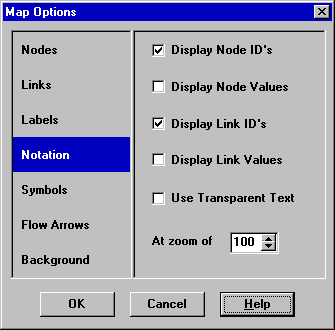 Map Options
Nodes
Links
Labels
Notation
Symbols
Flow Arrows
Background
Display Node ID's
Display Node Values
Display Link ID's
Display Link Values
Use Transparent Text
At zoom of 100
OK Cancel Help